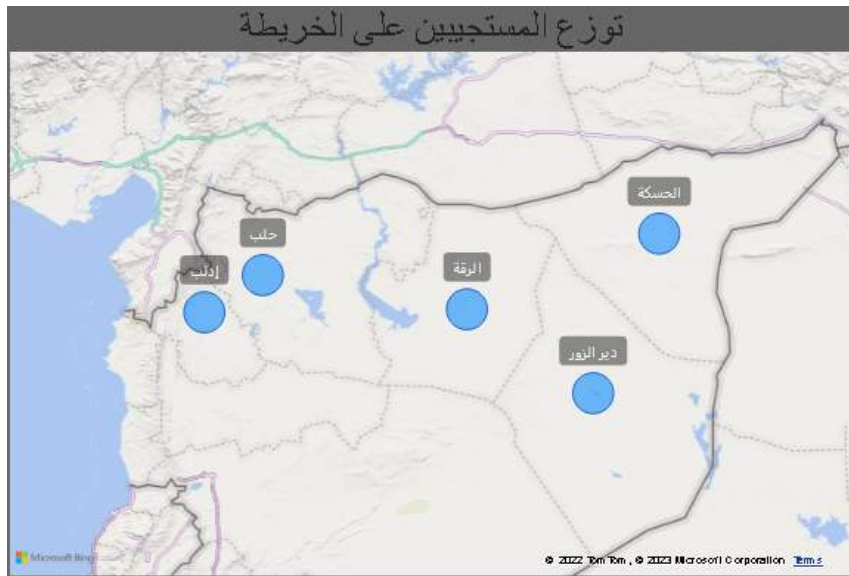 توزع المستجيبين على الخريطة
الحسكة
حلب
الرقة
إدلب
دير الزور
Microsoft Bing
© 2022 TomTom, © 2023 Microsoft Corporation Terms